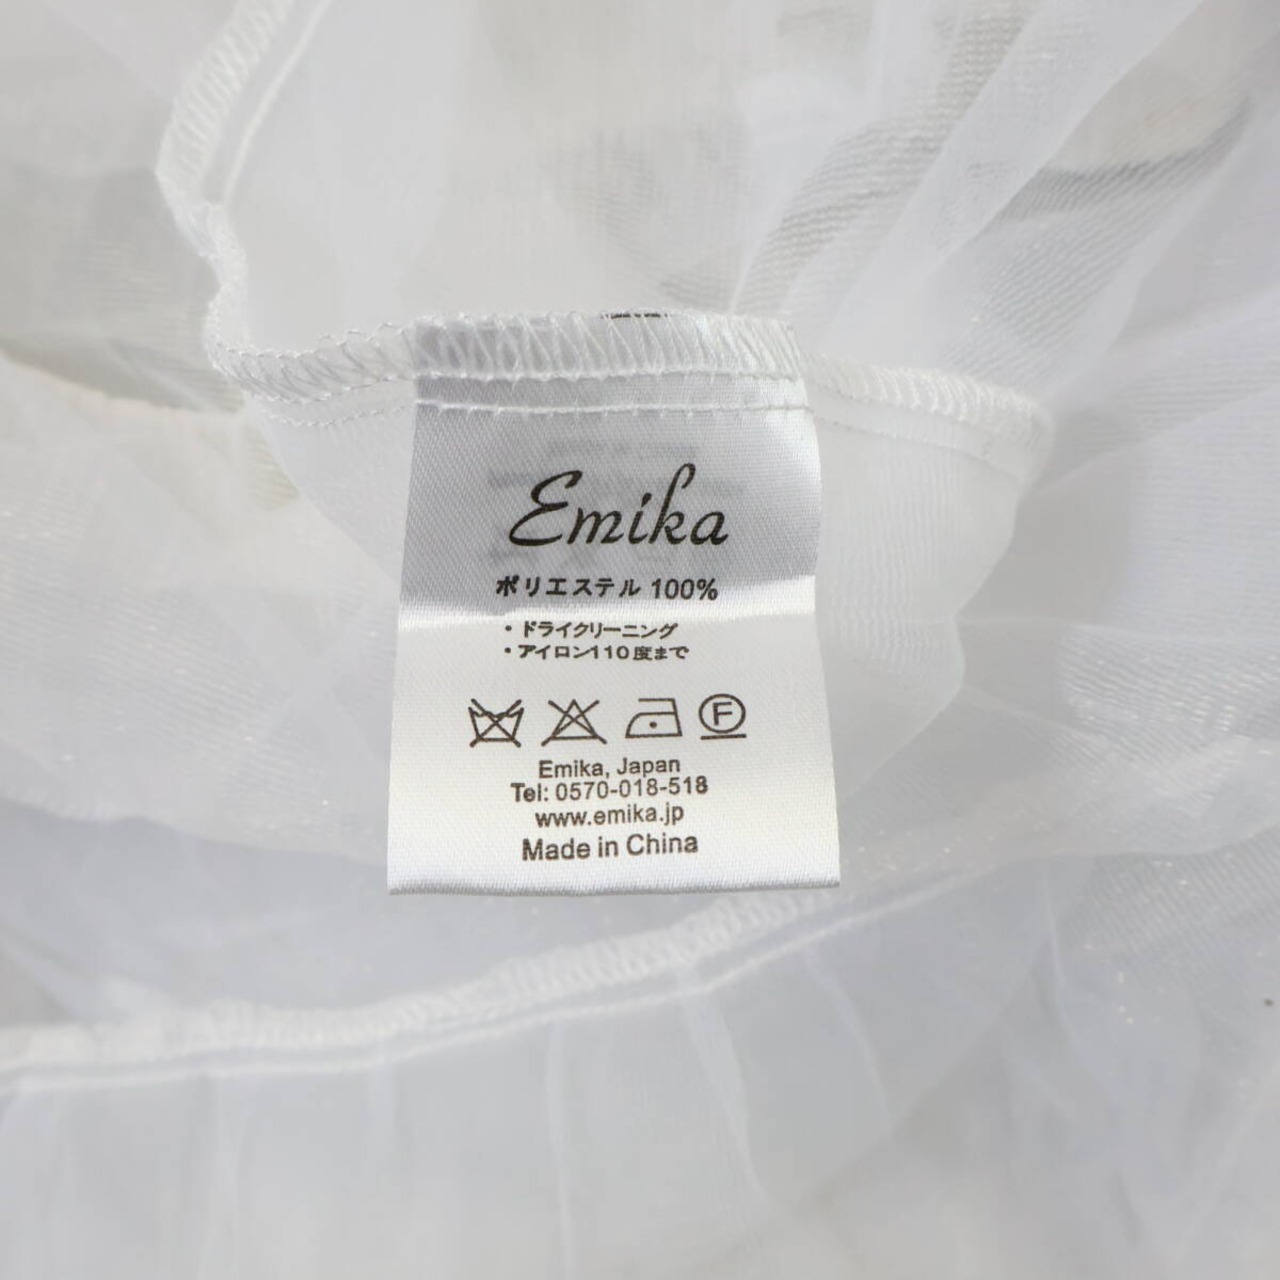 Emika
ポリエステル 100%
・ドライクリーニング
・アイロン110度まで
F
Emika, Japan
Tel: 0570-018-518
www.emika.jp
Made in China